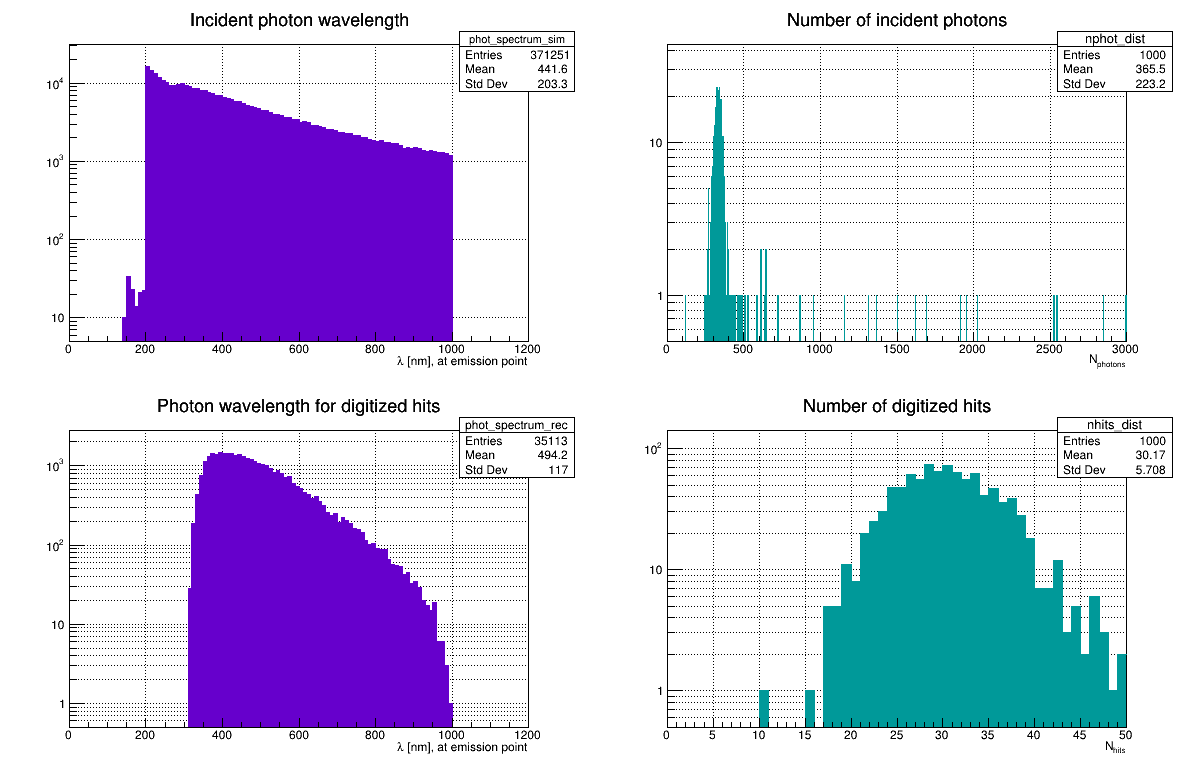 Incident photon wavelength
phot_spectrum_sim
Entries 371251
Mean 441.6
Std Dev 203.3
10^4
10^3
10^2
10
0 200 400 600 800 1000 1200
λ [nm], at emission point
Number of incident photons
nphot_dist
Entries 1000
Mean 365.5
Std Dev 223.2
10
1
0 500 1000 1500 2000 2500 3000
N_photons
Photon wavelength for digitized hits
phot_spectrum_rec
Entries 35113
Mean 494.2
Std Dev 117
10^3
10^2
10
1
0 200 400 600 800 1000 1200
λ [nm], at emission point
Number of digitized hits
nhits_dist
Entries 1000
Mean 30.17
Std Dev 5.708
10^2
10
1
0 5 10 15 20 25 30 35 40 45 50
N_hits